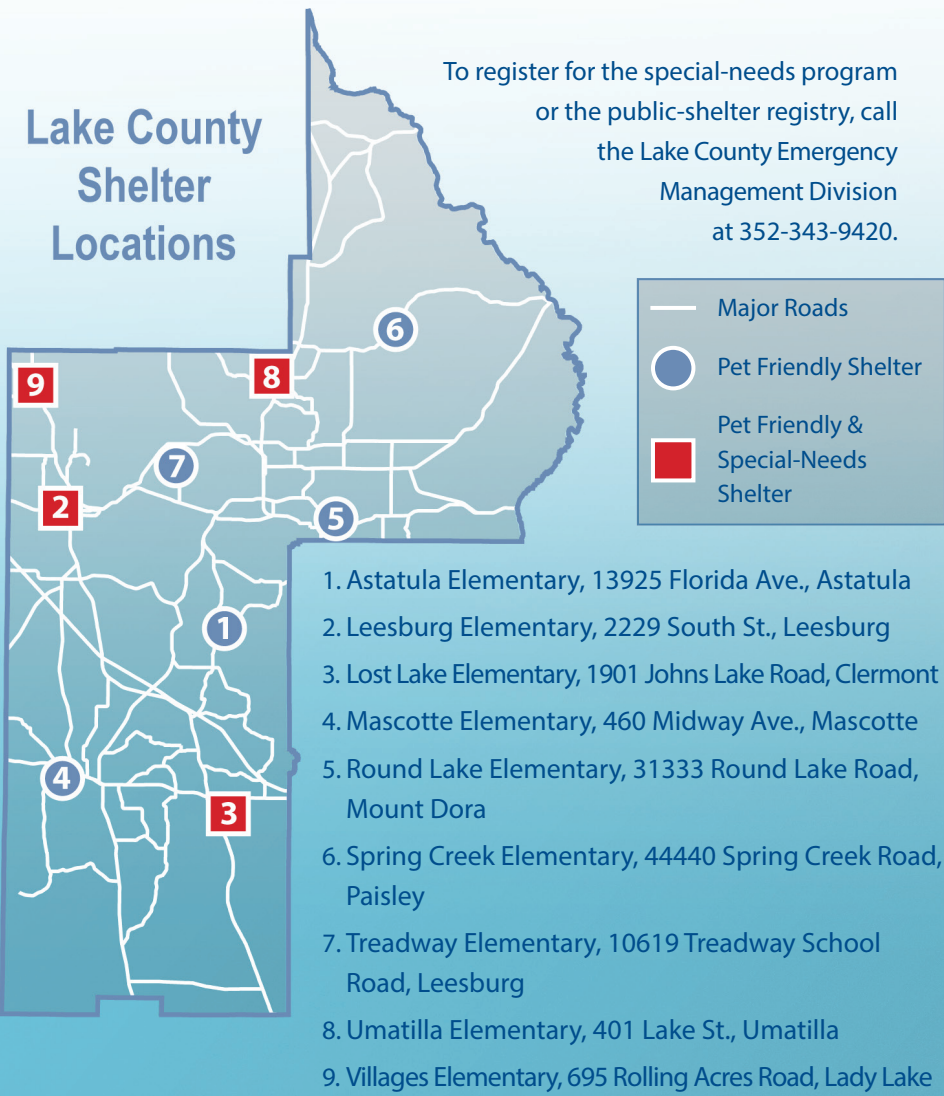 Lake County
Shelter
Locations
To register for the special-needs program
or the public-shelter registry, call
the Lake County Emergency
Management Division
at 352-343-9420.
Major Roads
Pet Friendly Shelter
Pet Friendly &
Special-Needs
Shelter
6
9
8
7
2
5
1
4
3
1. Astatula Elementary, 13925 Florida Ave., Astatula
2. Leesburg Elementary, 2229 South St., Leesburg
3. Lost Lake Elementary, 1901 Johns Lake Road, Clermont
4. Mascotte Elementary, 460 Midway Ave., Mascotte
5. Round Lake Elementary, 31333 Round Lake Road,
Mount Dora
6. Spring Creek Elementary, 44440 Spring Creek Road,
Paisley
7. Treadway Elementary, 10619 Treadway School
Road, Leesburg
8. Umatilla Elementary, 401 Lake St., Umatilla
9. Villages Elementary, 695 Rolling Acres Road, Lady Lake